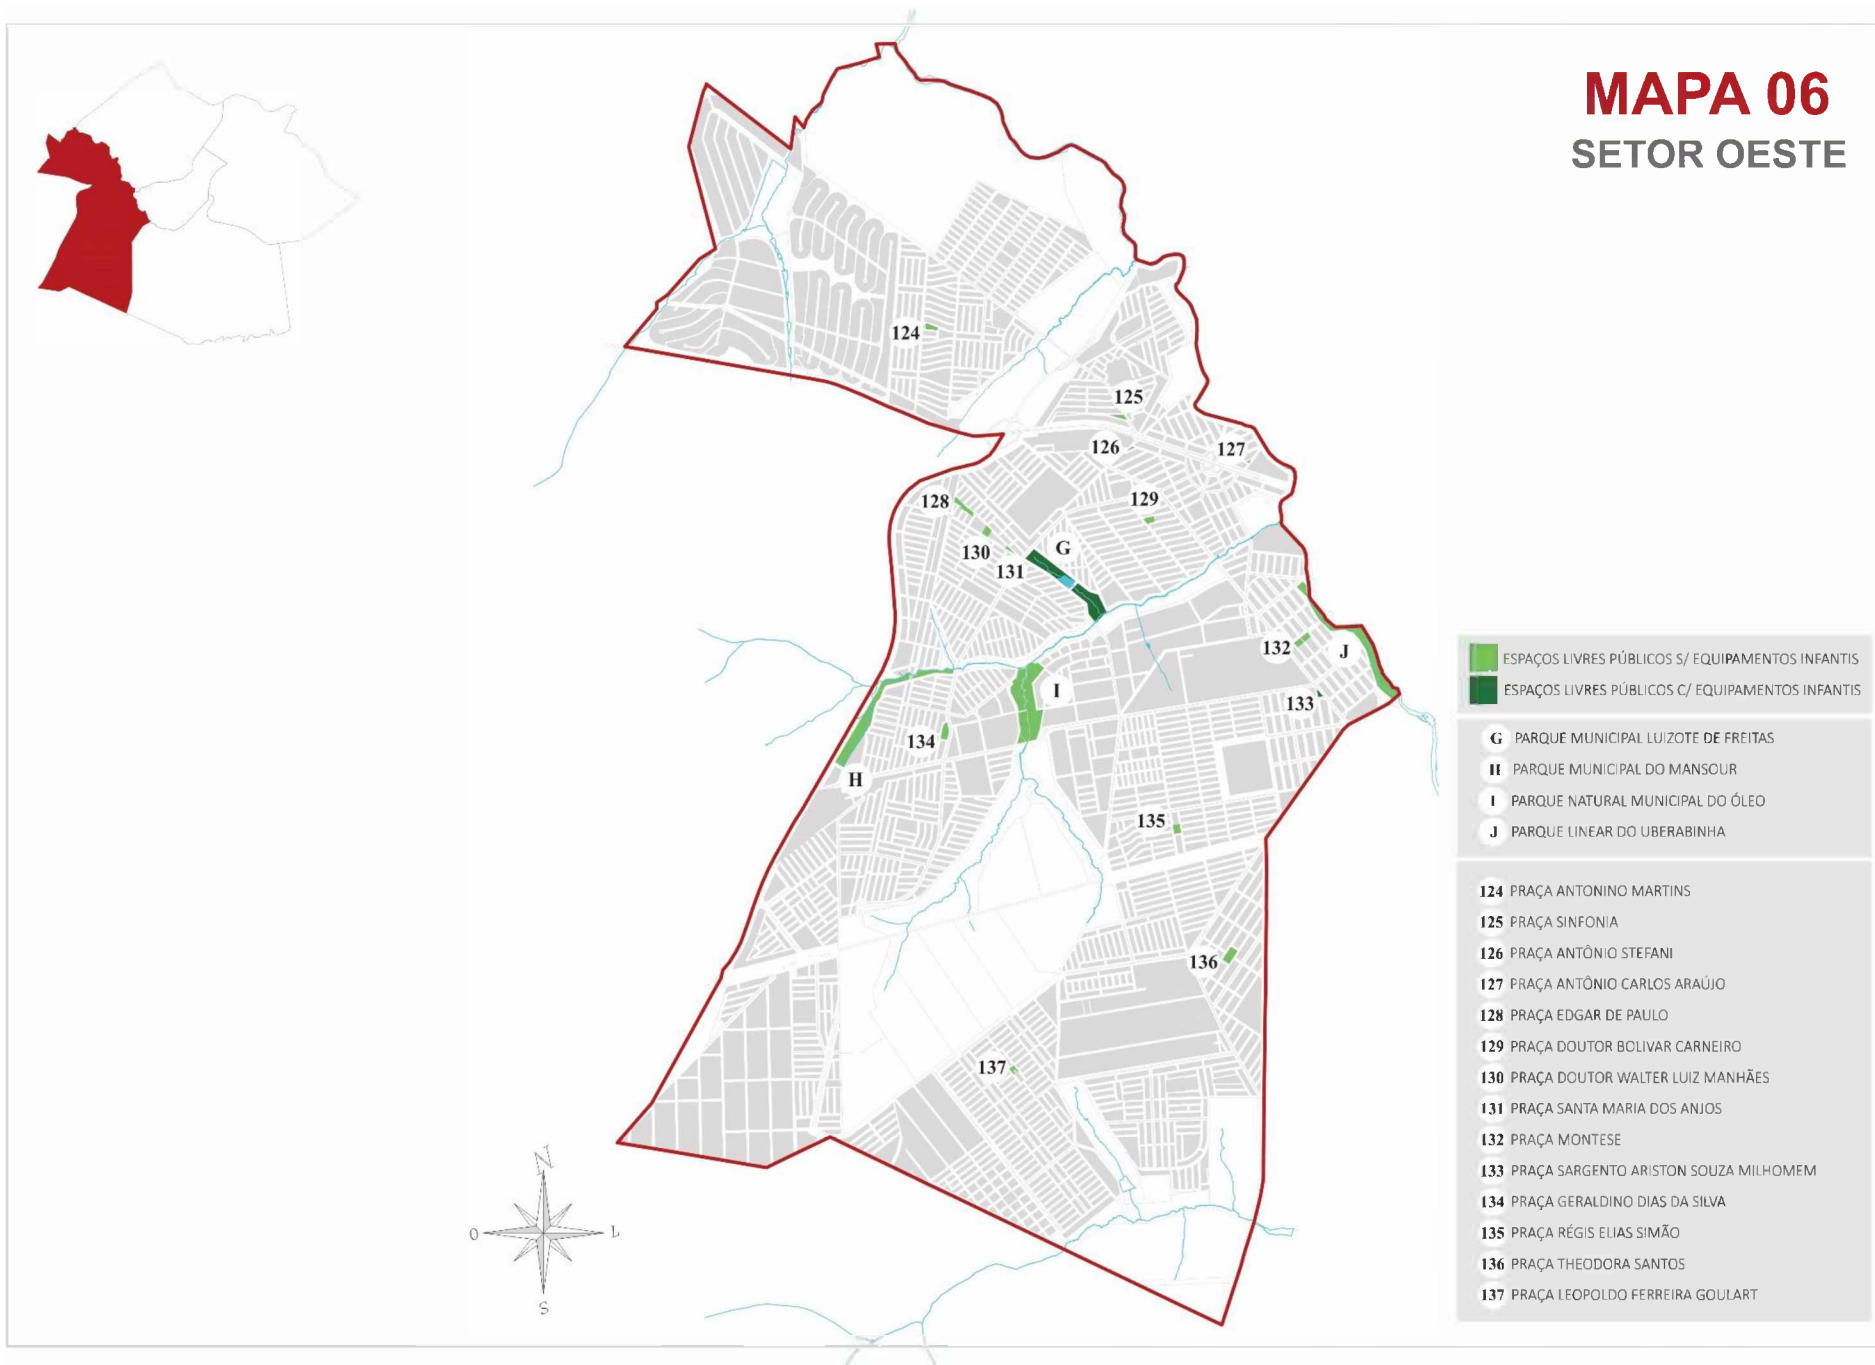 MAPA 06
SETOR OESTE
124
125
126
127
128
129
130
G
131
132
J
I
133
134
H
135
136
137
N
O
L
S
ESPAÇOS LIVRES PÚBLICOS S/ EQUIPAMENTOS INFANTIS
ESPAÇOS LIVRES PÚBLICOS C/ EQUIPAMENTOS INFANTIS
G PARQUE MUNICIPAL LUIZOTE DE FREITAS
H PARQUE MUNICIPAL DO MANSOUR
I PARQUE NATURAL MUNICIPAL DO ÓLEO
J PARQUE LINEAR DO UBERABINHA
124 PRAÇA ANTONINO MARTINS
125 PRAÇA SINFONIA
126 PRAÇA ANTÔNIO STEFANI
127 PRAÇA ANTÔNIO CARLOS ARAÚJO
128 PRAÇA EDGAR DE PAULO
129 PRAÇA DOUTOR BOLIVAR CARNEIRO
130 PRAÇA DOUTOR WALTER LUIZ MANHÃES
131 PRAÇA SANTA MARIA DOS ANJOS
132 PRAÇA MONTESE
133 PRAÇA SARGENTO ARISTON SOUZA MILHOMEM
134 PRAÇA GERALDINO DIAS DA SILVA
135 PRAÇA RÉGIS ELIAS SIMÃO
136 PRAÇA THEODORA SANTOS
137 PRAÇA LEOPOLDO FERREIRA GOULART